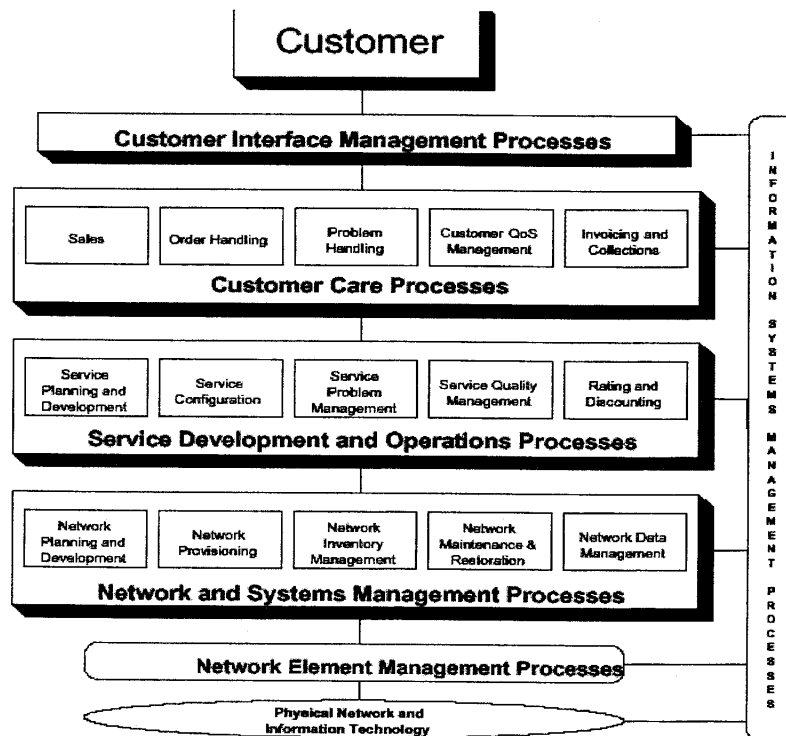 Customer
Customer Interface Management Processes
Sales
Order Handling
Problem
Handling
Customer QoS
Management
Invoicing and
Collections
Customer Care Processes
Service
Planning and
Development
Service
Configuration
Service
Problem
Management
Service Quality
Management
Rating and
Discounting
Service Development and Operations Processes
Network
Planning and
Development
Network
Provisioning
Network
Inventory
Management
Network
Maintenance &
Restoration
Network Data
Management
Network and Systems Management Processes
Network Element Management Processes
Physical Network and
Information Technology
INFORMATION SYSTEMS MANAGEMENT PROCESSES